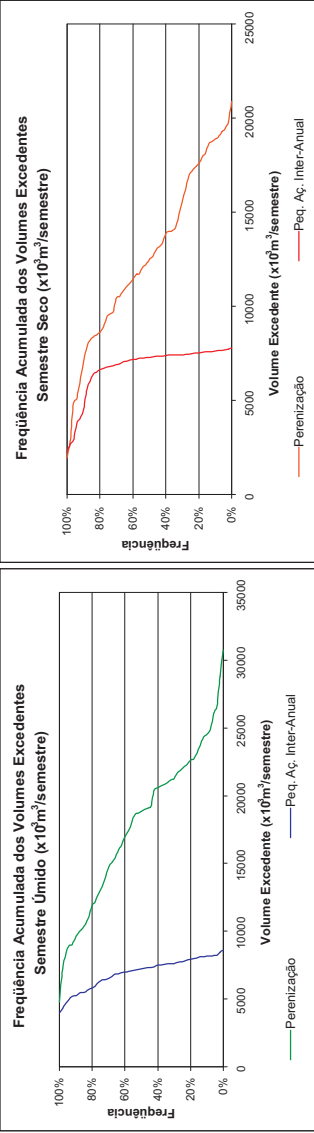 Freqüência Acumulada dos Volumes Excedentes
Semestre Úmido (x10³m³/semestre)
Freqüência
100%
80%
60%
40%
20%
0%
0
5000
10000
15000
20000
25000
30000
35000
Volume Excedente (x10³m³/semestre)
Perenização
Peq. Aç. Inter-Anual
Freqüência Acumulada dos Volumes Excedentes
Semestre Seco (x10³m³/semestre)
Freqüência
100%
80%
60%
40%
20%
0%
0
5000
10000
15000
20000
25000
Volume Excedente (x10³m³/semestre)
Perenização
Peq. Aç. Inter-Anual